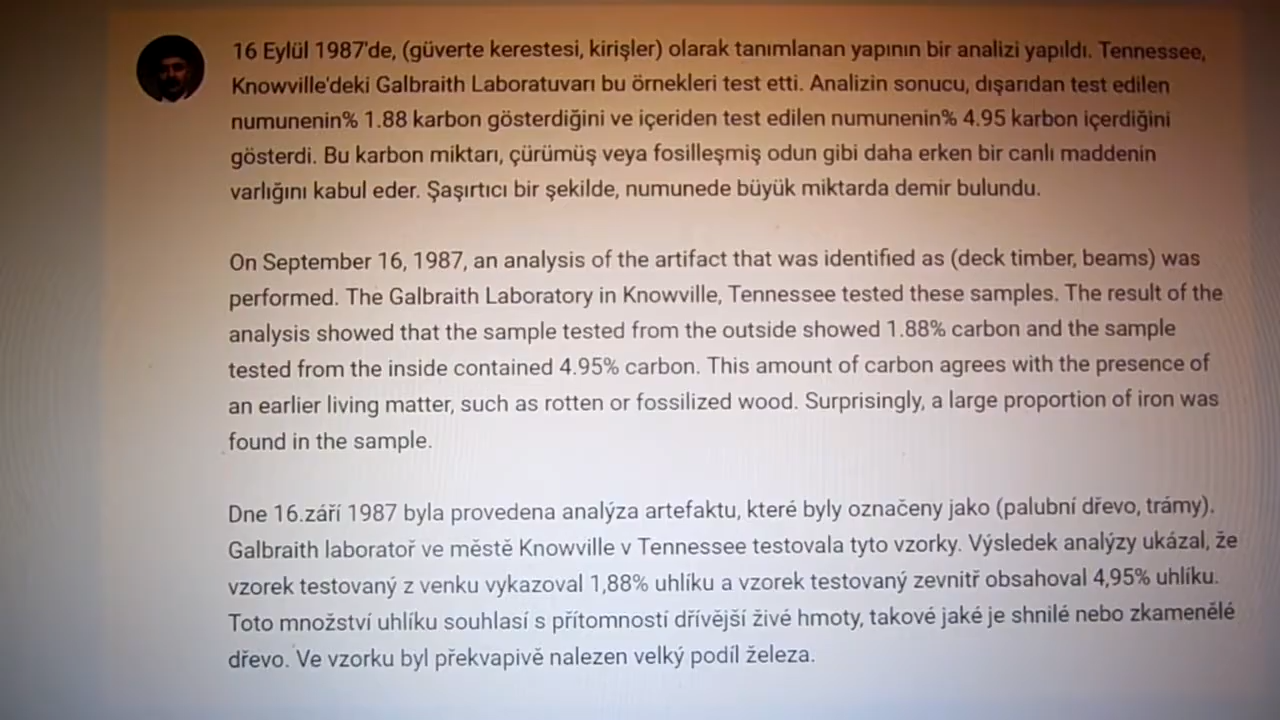 16 Eylül 1987'de, (güverte kerestesi, kirişler) olarak tanımlanan yapının bir analizi yapıldı. Tennessee,
Knowville'deki Galbraith Laboratuvarı bu örnekleri test etti. Analizin sonucu, dışarıdan test edilen
numunenin% 1.88 karbon gösterdiğini ve içeriden test edilen numunenin% 4.95 karbon içerdiğini
gösterdi. Bu karbon miktarı, çürümüş veya fosilleşmiş odun gibi daha erken bir canlı maddenin
varlığını kabul eder. Şaşırtıcı bir şekilde, numunede büyük miktarda demir bulundu.
On September 16, 1987, an analysis of the artifact that was identified as (deck timber, beams) was
performed. The Galbraith Laboratory in Knowville, Tennessee tested these samples. The result of the
analysis showed that the sample tested from the outside showed 1.88% carbon and the sample
tested from the inside contained 4.95% carbon. This amount of carbon agrees with the presence of
an earlier living matter, such as rotten or fossilized wood. Surprisingly, a large proportion of iron was
found in the sample.
Dne 16.září 1987 byla provedena analýza artefaktu, které byly označeny jako (palubní dřevo, trámy).
Galbraith laboratoř ve městě Knowville v Tennessee testovala tyto vzorky. Výsledek analýzy ukázal, že
vzorek testovaný z venku vykazoval 1,88% uhlíku a vzorek testovaný zevnitř obsahoval 4,95% uhlíku.
Toto množství uhlíku souhlasí s přítomností dřívější živé hmoty, takové jaké je shnilé nebo zkamenělé
dřevo. Ve vzorku byl překvapivě nalezen velký podíl železa.